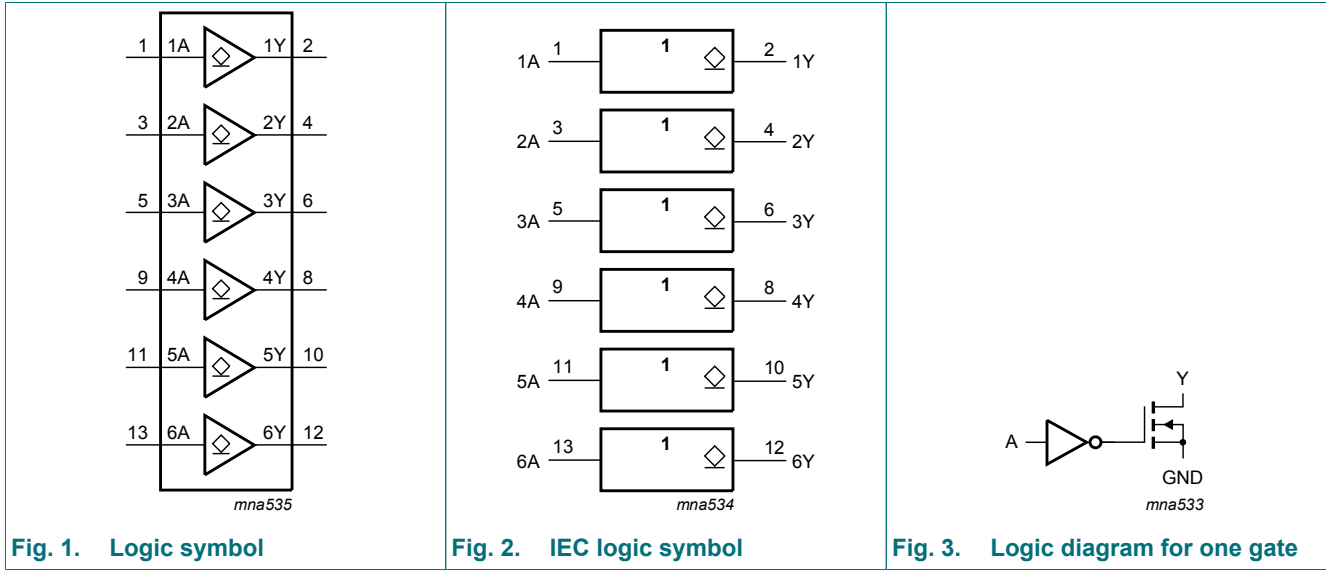 1 1A 1Y 2
3 2A 2Y 4
5 3A 3Y 6
9 4A 4Y 8
11 5A 5Y 10
13 6A 6Y 12
mna535
Fig. 1. Logic symbol
1A 1 1 2 1Y
2A 3 1 4 2Y
3A 5 1 6 3Y
4A 9 1 8 4Y
5A 11 1 10 5Y
6A 13 1 12 6Y
mna534
Fig. 2. IEC logic symbol
Y
A
GND
mna533
Fig. 3. Logic diagram for one gate